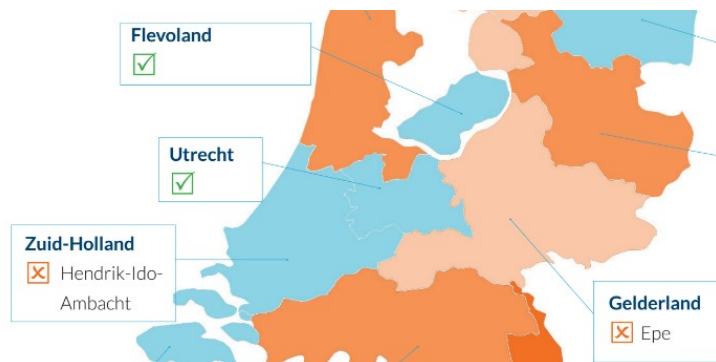 Flevoland
Utrecht
Zuid-Holland
Hendrik-Ido-
Ambacht
Gelderland
Epe